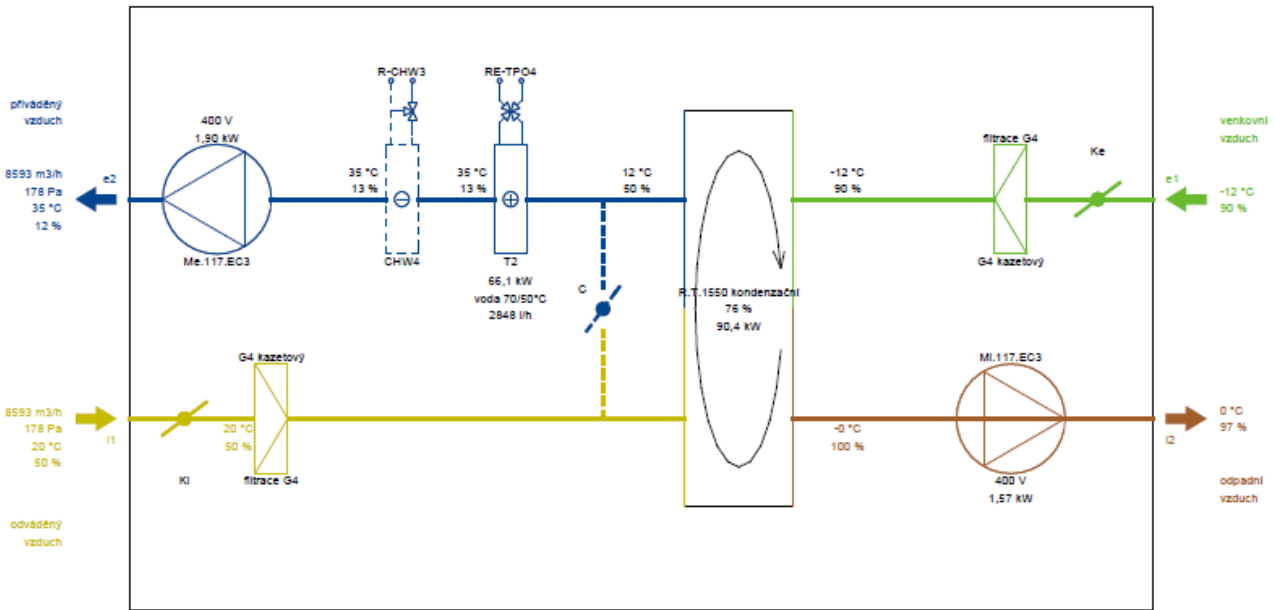 R-CHW3
RE-TPO4
přiváděný
vzduch
400 V
1,90 kW
filtrace G4
Ke
venkovní
vzduch
8593 m3/h
178 Pa
35 °C
12 %
e2
35 °C
13 %
35 °C
13 %
12 °C
50 %
-12 °C
90 %
e1
-12 °C
90 %
Me.117.EC3
CHW4
T2
66,1 kW
voda 70/50°C
2848 l/h
C
R.T.1550 kondenzační
76 %
90,4 kW
G4 kazetový
G4 kazetový
Mi.117.EC3
8593 m3/h
178 Pa
20 °C
50 %
i1
20 °C
50 %
-0 °C
100 %
i2
0 °C
97 %
Ki
filtrace G4
400 V
1,57 kW
odpadní
vzduch
odváděný
vzduch